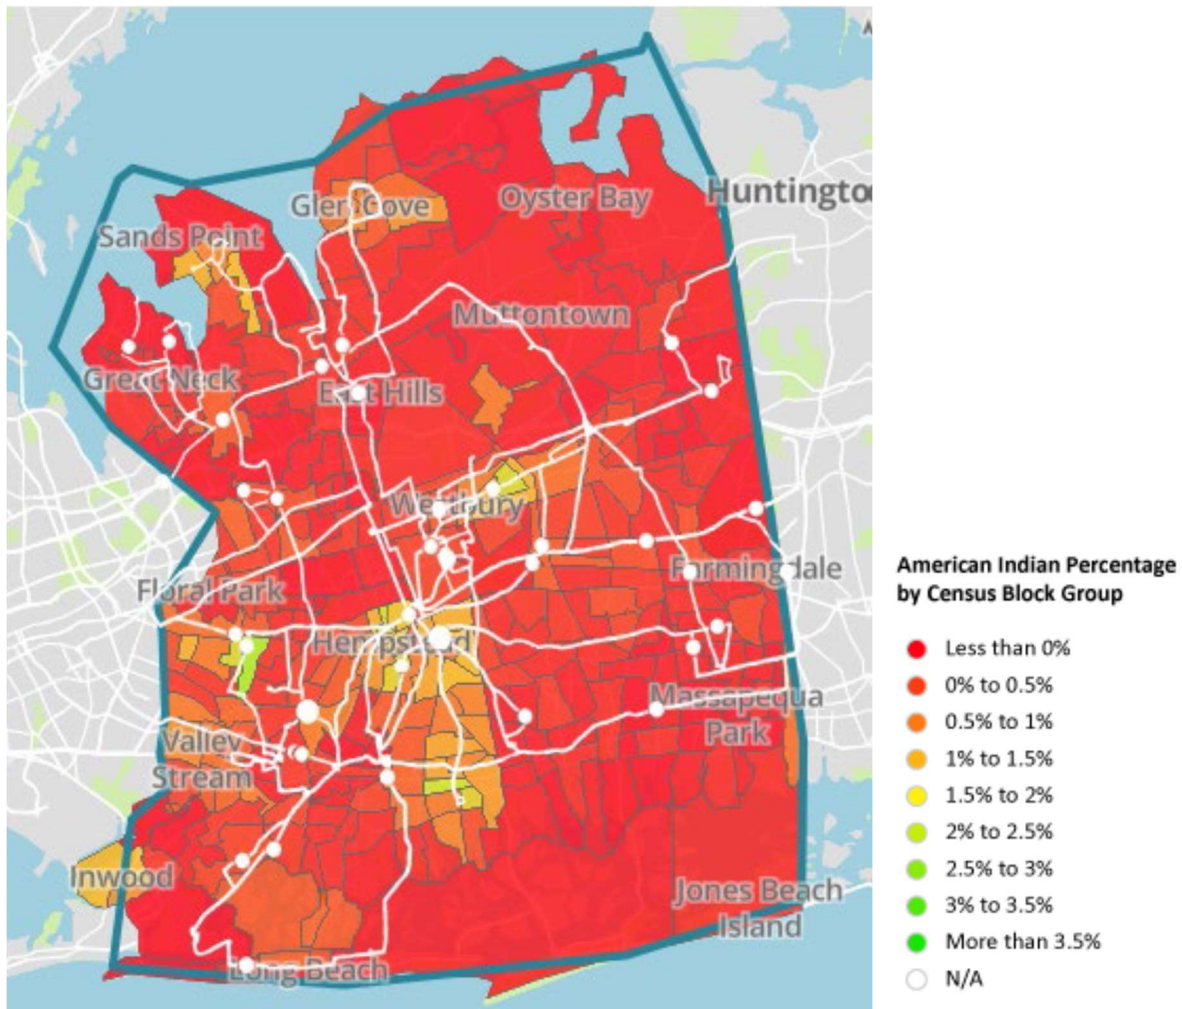 Glen Cove
Oyster Bay
Huntingto
Sands Point
Muttontown
Great Neck
East Hills
Westbury
Floral Park
Farmingdale
Hempstead
Massapequa
Park
Valley
Stream
Inwood
Jones Beach
Island
Long Beach
American Indian Percentage
by Census Block Group
Less than 0%
0% to 0.5%
0.5% to 1%
1% to 1.5%
1.5% to 2%
2% to 2.5%
2.5% to 3%
3% to 3.5%
More than 3.5%
N/A